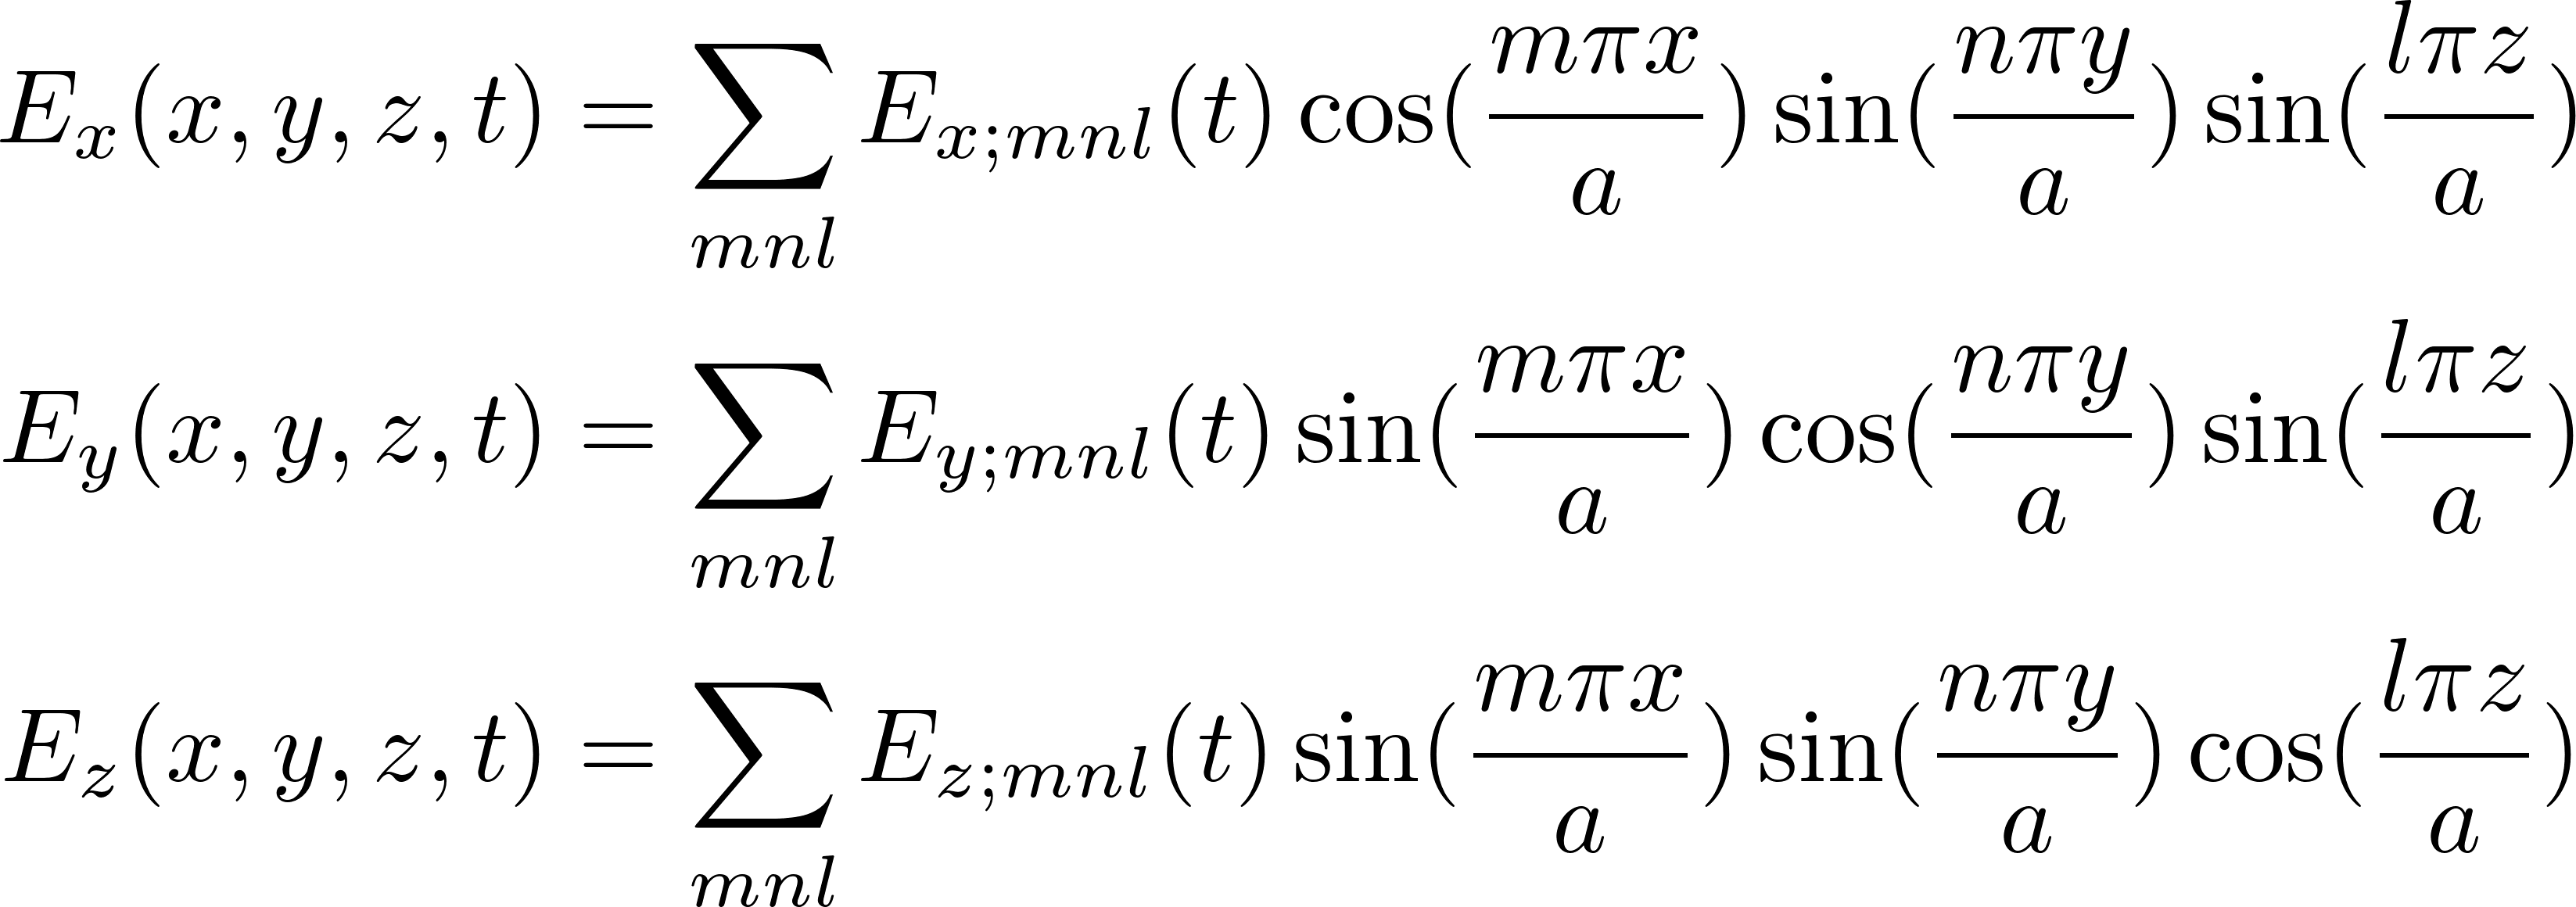 E_x(x, y, z, t) = \sum_{mnl} E_{x;mnl}(t) \cos(\frac{m\pi x}{a}) \sin(\frac{n\pi y}{a}) \sin(\frac{l\pi z}{a})
E_y(x, y, z, t) = \sum_{mnl} E_{y;mnl}(t) \sin(\frac{m\pi x}{a}) \cos(\frac{n\pi y}{a}) \sin(\frac{l\pi z}{a})
E_z(x, y, z, t) = \sum_{mnl} E_{z;mnl}(t) \sin(\frac{m\pi x}{a}) \sin(\frac{n\pi y}{a}) \cos(\frac{l\pi z}{a})